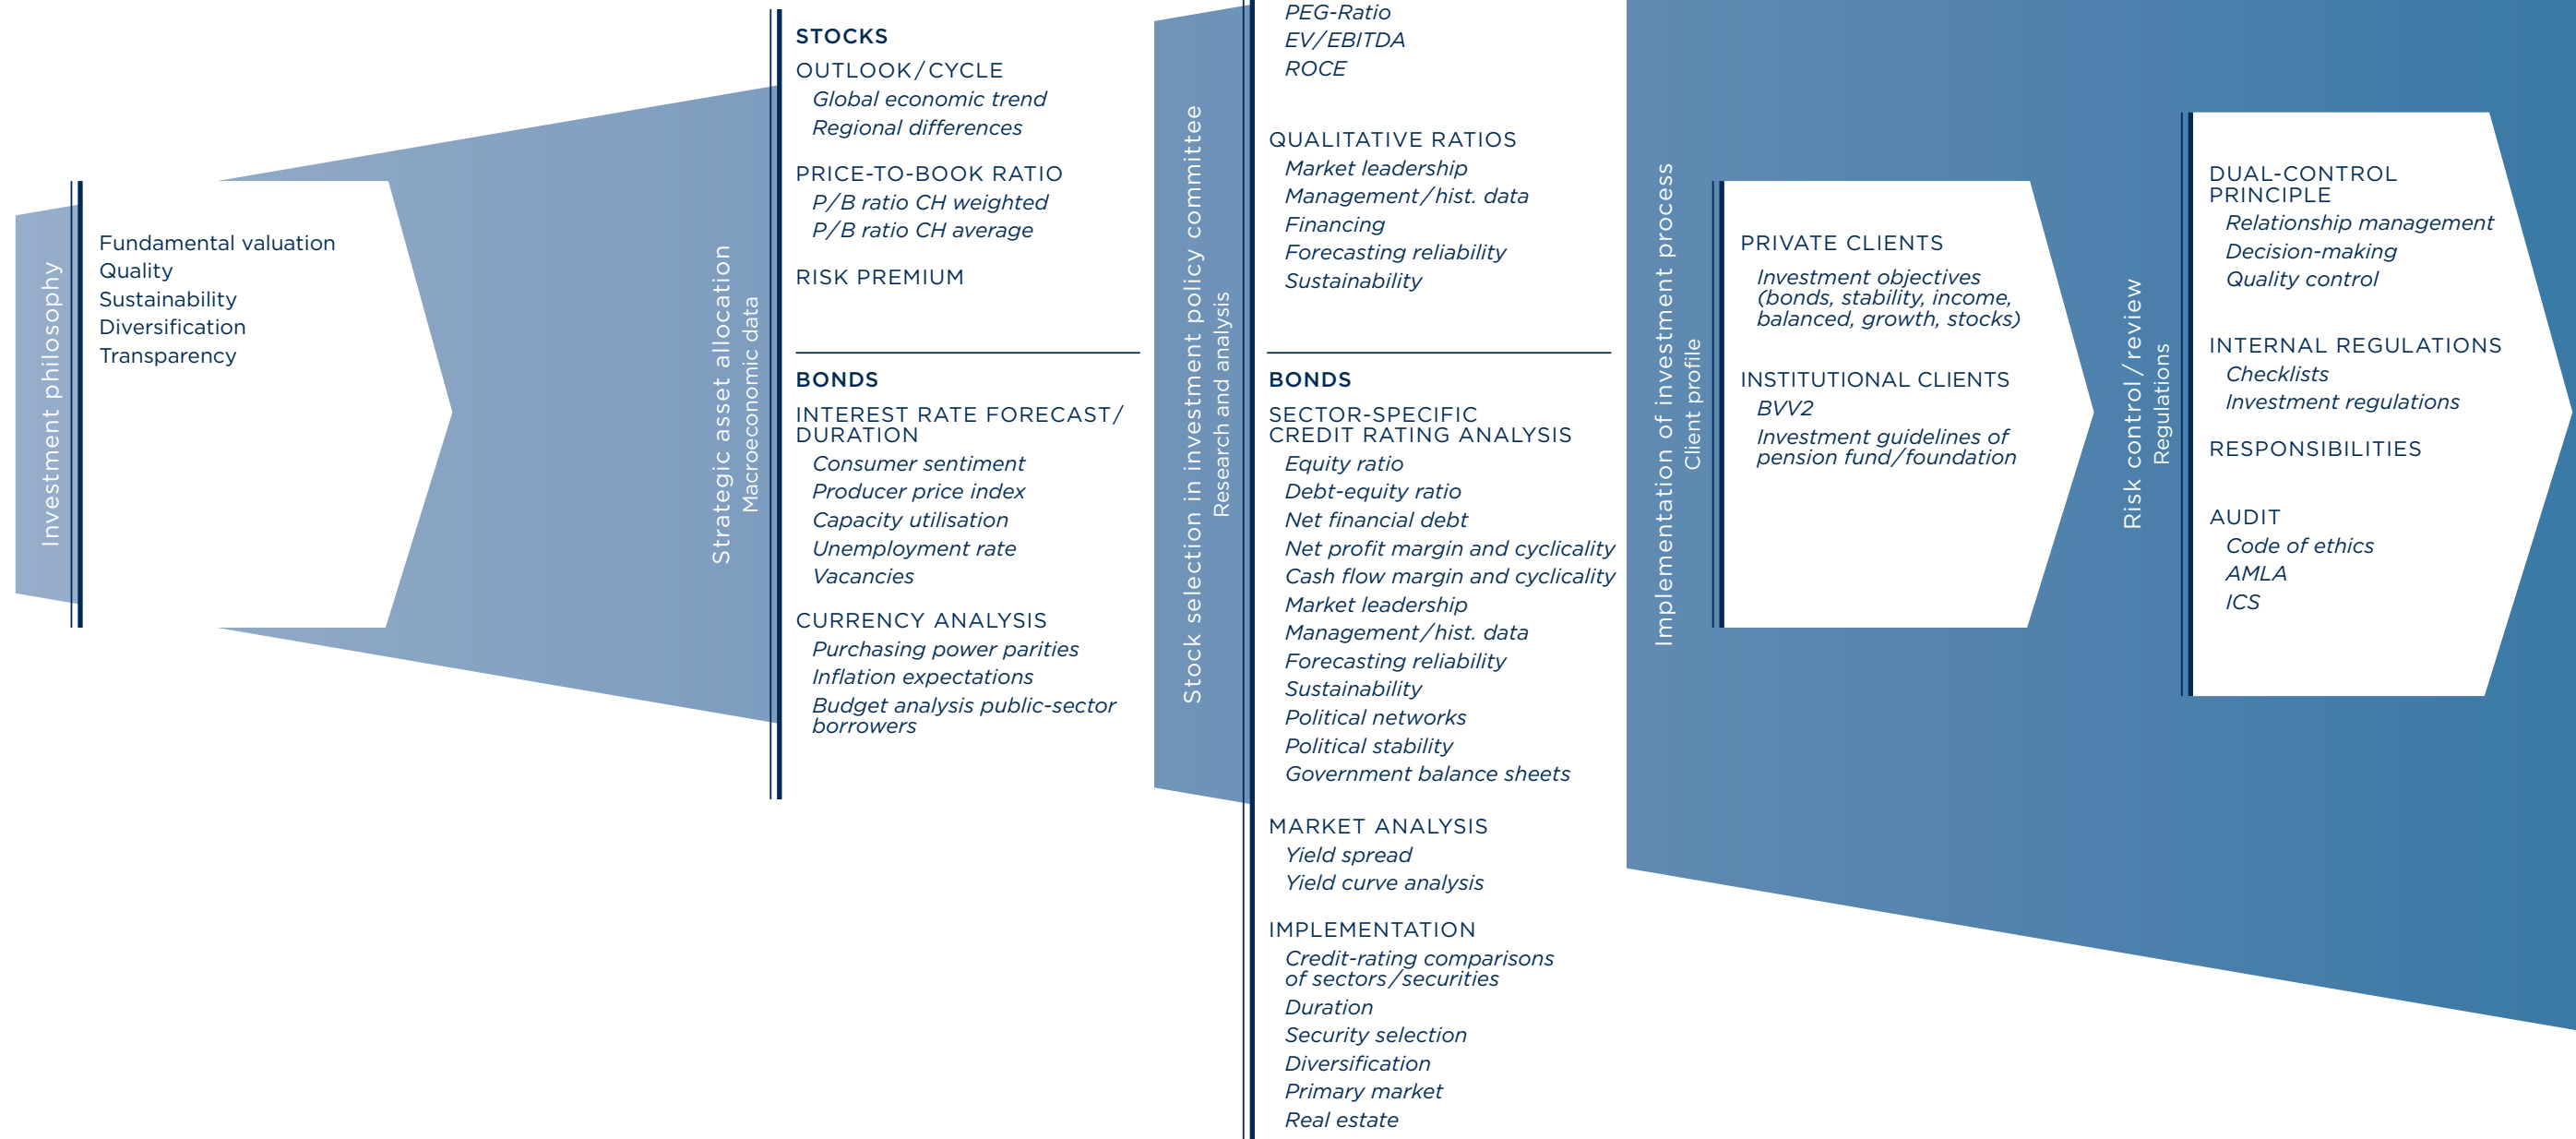 Investment philosophy
Fundamental valuation
Quality
Sustainability
Diversification
Transparency
Strategic asset allocation
Macroeconomic data
STOCKS
OUTLOOK/CYCLE
Global economic trend
Regional differences
PRICE-TO-BOOK RATIO
P/B ratio CH weighted
P/B ratio CH average
RISK PREMIUM
BONDS
INTEREST RATE FORECAST/
DURATION
Consumer sentiment
Producer price index
Capacity utilisation
Unemployment rate
Vacancies
CURRENCY ANALYSIS
Purchasing power parities
Inflation expectations
Budget analysis public-sector
borrowers
Stock selection in investment policy committee
Research and analysis
PEG-Ratio
EV/EBITDA
ROCE
QUALITATIVE RATIOS
Market leadership
Management/hist. data
Financing
Forecasting reliability
Sustainability
BONDS
SECTOR-SPECIFIC
CREDIT RATING ANALYSIS
Equity ratio
Debt-equity ratio
Net financial debt
Net profit margin and cyclicality
Cash flow margin and cyclicality
Market leadership
Management/hist. data
Forecasting reliability
Sustainability
Political networks
Political stability
Government balance sheets
MARKET ANALYSIS
Yield spread
Yield curve analysis
IMPLEMENTATION
Credit-rating comparisons
of sectors/securities
Duration
Security selection
Diversification
Primary market
Real estate
Implementation of investment process
Client profile
PRIVATE CLIENTS
Investment objectives
(bonds, stability, income,
balanced, growth, stocks)
INSTITUTIONAL CLIENTS
BVV2
Investment guidelines of
pension fund/foundation
Risk control/review
Regulations
DUAL-CONTROL
PRINCIPLE
Relationship management
Decision-making
Quality control
INTERNAL REGULATIONS
Checklists
Investment regulations
RESPONSIBILITIES
AUDIT
Code of ethics
AMLA
ICS